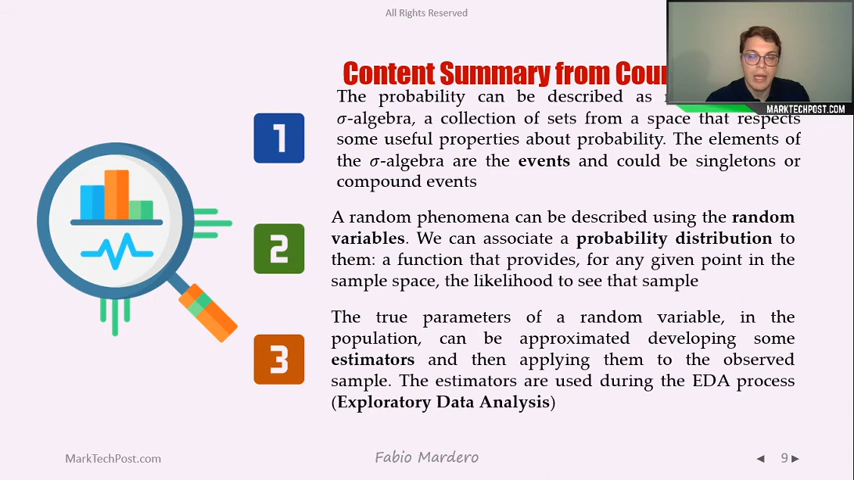 All Rights Reserved
Content Summary from
The probability can be described as
σ-algebra, a collection of sets from a space that respects
some useful properties about probability. The elements of
the σ-algebra are the events and could be singletons or
compound events
1
A random phenomena can be described using the random
variables. We can associate a probability distribution to
them: a function that provides, for any given point in the
sample space, the likelihood to see that sample
2
The true parameters of a random variable, in the
population, can be approximated developing some
estimators and then applying them to the observed
sample. The estimators are used during the EDA process
(Exploratory Data Analysis)
3
MARKTECHPOST.COM
MarkTechPost.com
Fabio Mardero
9